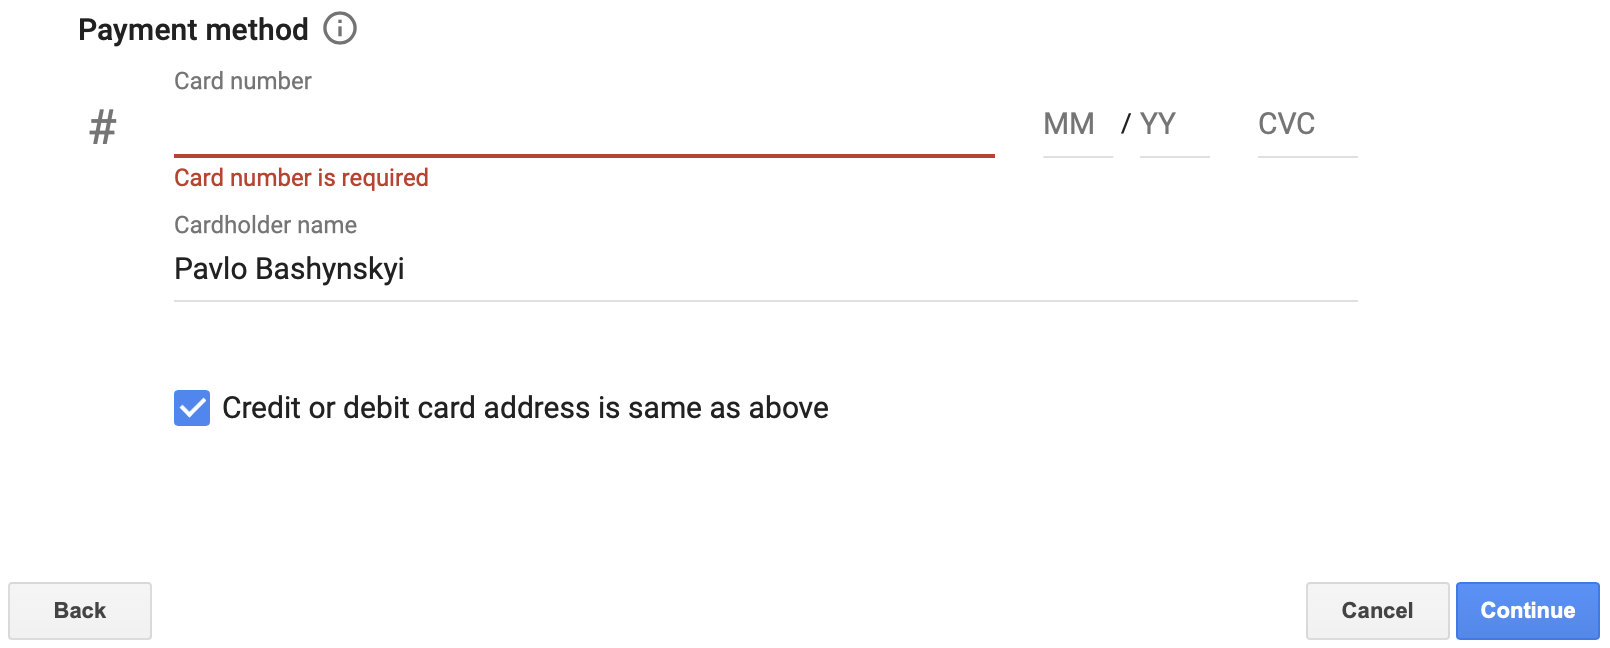 Payment method
Card number
# MM / YY CVC
Card number is required
Cardholder name
Pavlo Bashynskyi
Credit or debit card address is same as above
Back Cancel Continue